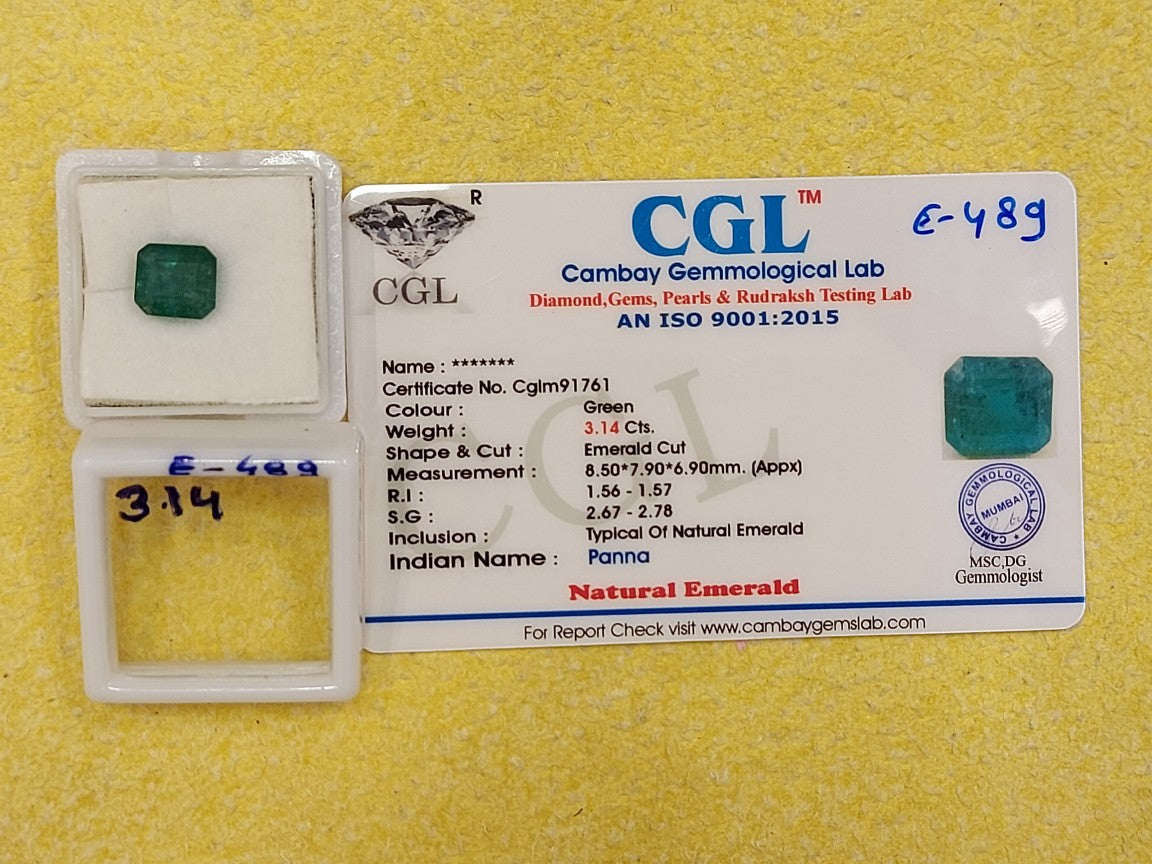 E-489
3.14
R
CGL
CGL™
Cambay Gemmological Lab
Diamond,Gems, Pearls & Rudraksh Testing Lab
AN ISO 9001:2015
E-489
Name : *******
Certificate No. Cglm91761
Colour : Green
Weight : 3.14 Cts.
Shape & Cut : Emerald Cut
Measurement : 8.50*7.90*6.90mm. (Appx)
R.I : 1.56 - 1.57
S.G : 2.67 - 2.78
Inclusion : Typical Of Natural Emerald
Indian Name : Panna
Natural Emerald
CGL
CAMBAY GEMMOLOGICAL LAB
MUMBAI
MSC,DG
Gemmologist
For Report Check visit www.cambaygemslab.com